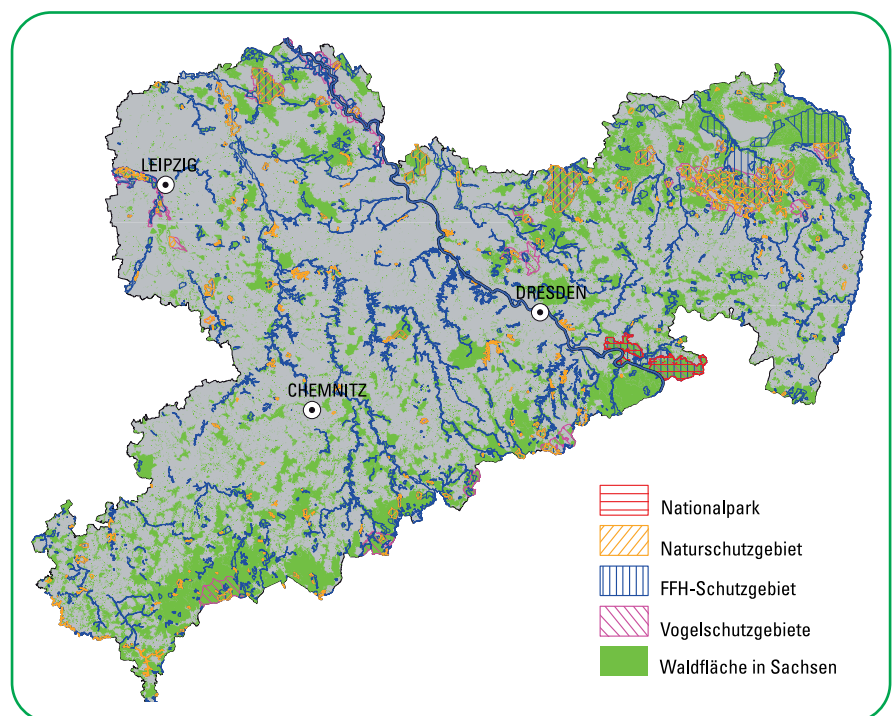 LEIPZIG
DRESDEN
CHEMNITZ
Nationalpark
Naturschutzgebiet
FFH-Schutzgebiet
Vogelschutzgebiete
Waldfläche in Sachsen